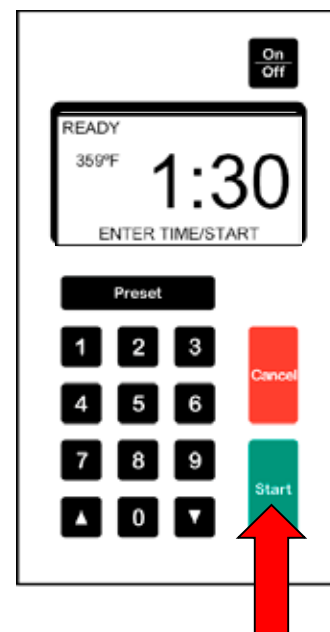 On
Off
READY
359ºF
1:30
ENTER TIME/START
Preset
1 2 3
Cancel
4 5 6
7 8 9
Start
▲ 0 ▼